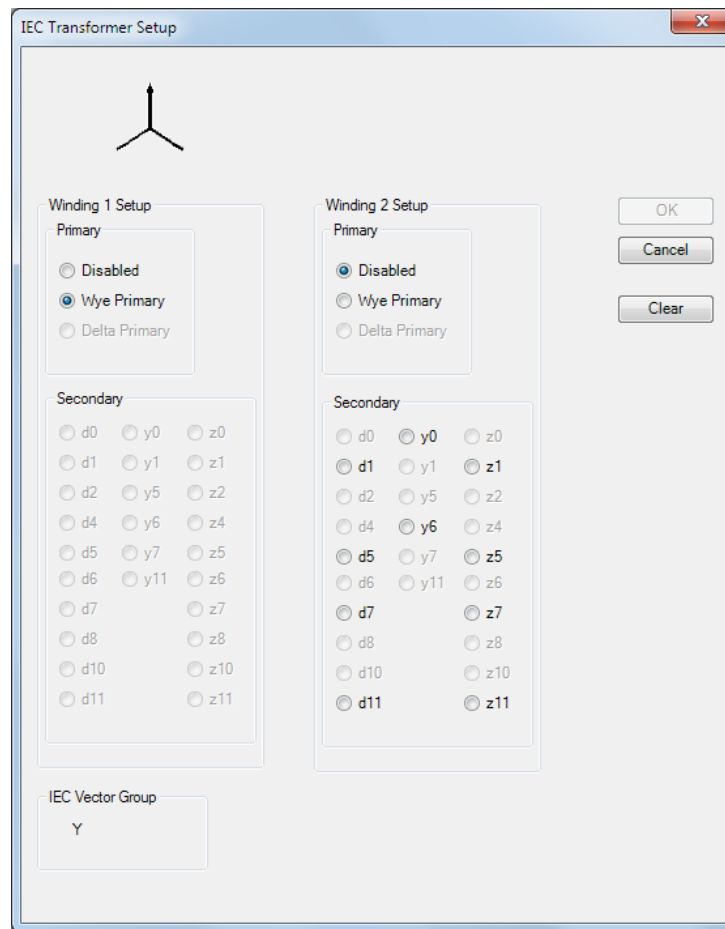 IEC Transformer Setup
Winding 1 Setup
Primary
Disabled
Wye Primary
Delta Primary
Secondary
d0 y0 z0
d1 y1 z1
d2 y5 z2
d4 y6 z4
d5 y7 z5
d6 y11 z6
d7 z7
d8 z8
d10 z10
d11 z11
Winding 2 Setup
Primary
Disabled
Wye Primary
Delta Primary
Secondary
d0 y0 z0
d1 y1 z1
d2 y5 z2
d4 y6 z4
d5 y7 z5
d6 y11 z6
d7 z7
d8 z8
d10 z10
d11 z11
OK
Cancel
Clear
IEC Vector Group
Y